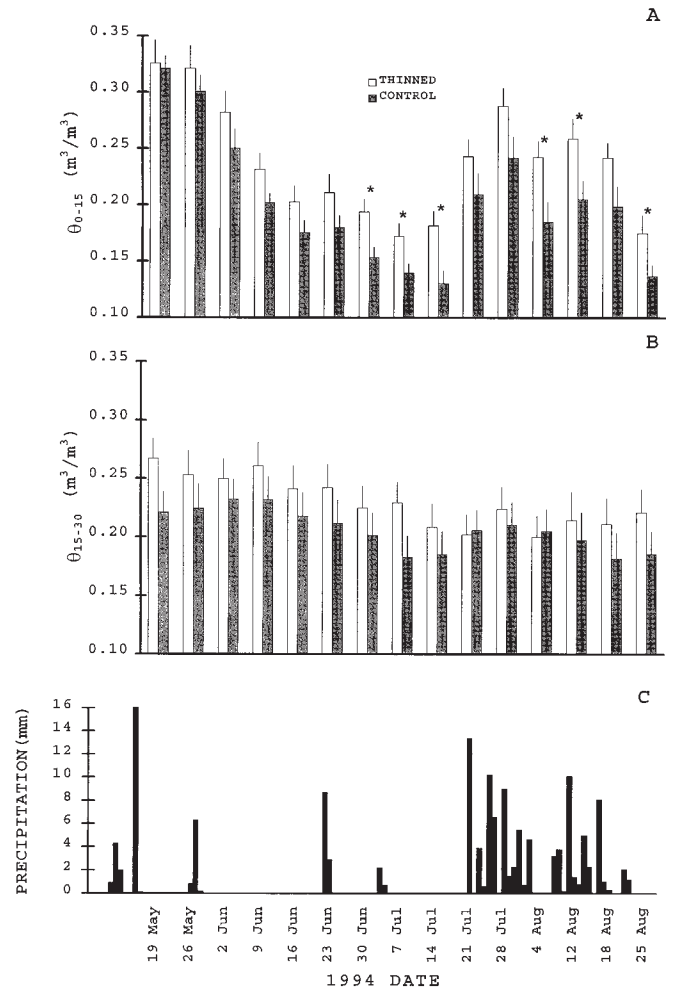 A
0.35
0.30
0.25
0.20
0.15
0.10
θ0-15 (m3/m3)
THINNED
CONTROL
*
*
*
*
*
*
B
0.35
0.30
0.25
0.20
0.15
0.10
θ15-30 (m3/m3)
C
16
14
12
10
8
6
4
2
0
PRECIPITATION(mm)
19 May
26 May
2 Jun
9 Jun
16 Jun
23 Jun
30 Jun
7 Jul
14 Jul
21 Jul
28 Jul
4 Aug
12 Aug
18 Aug
25 Aug
1994 DATE